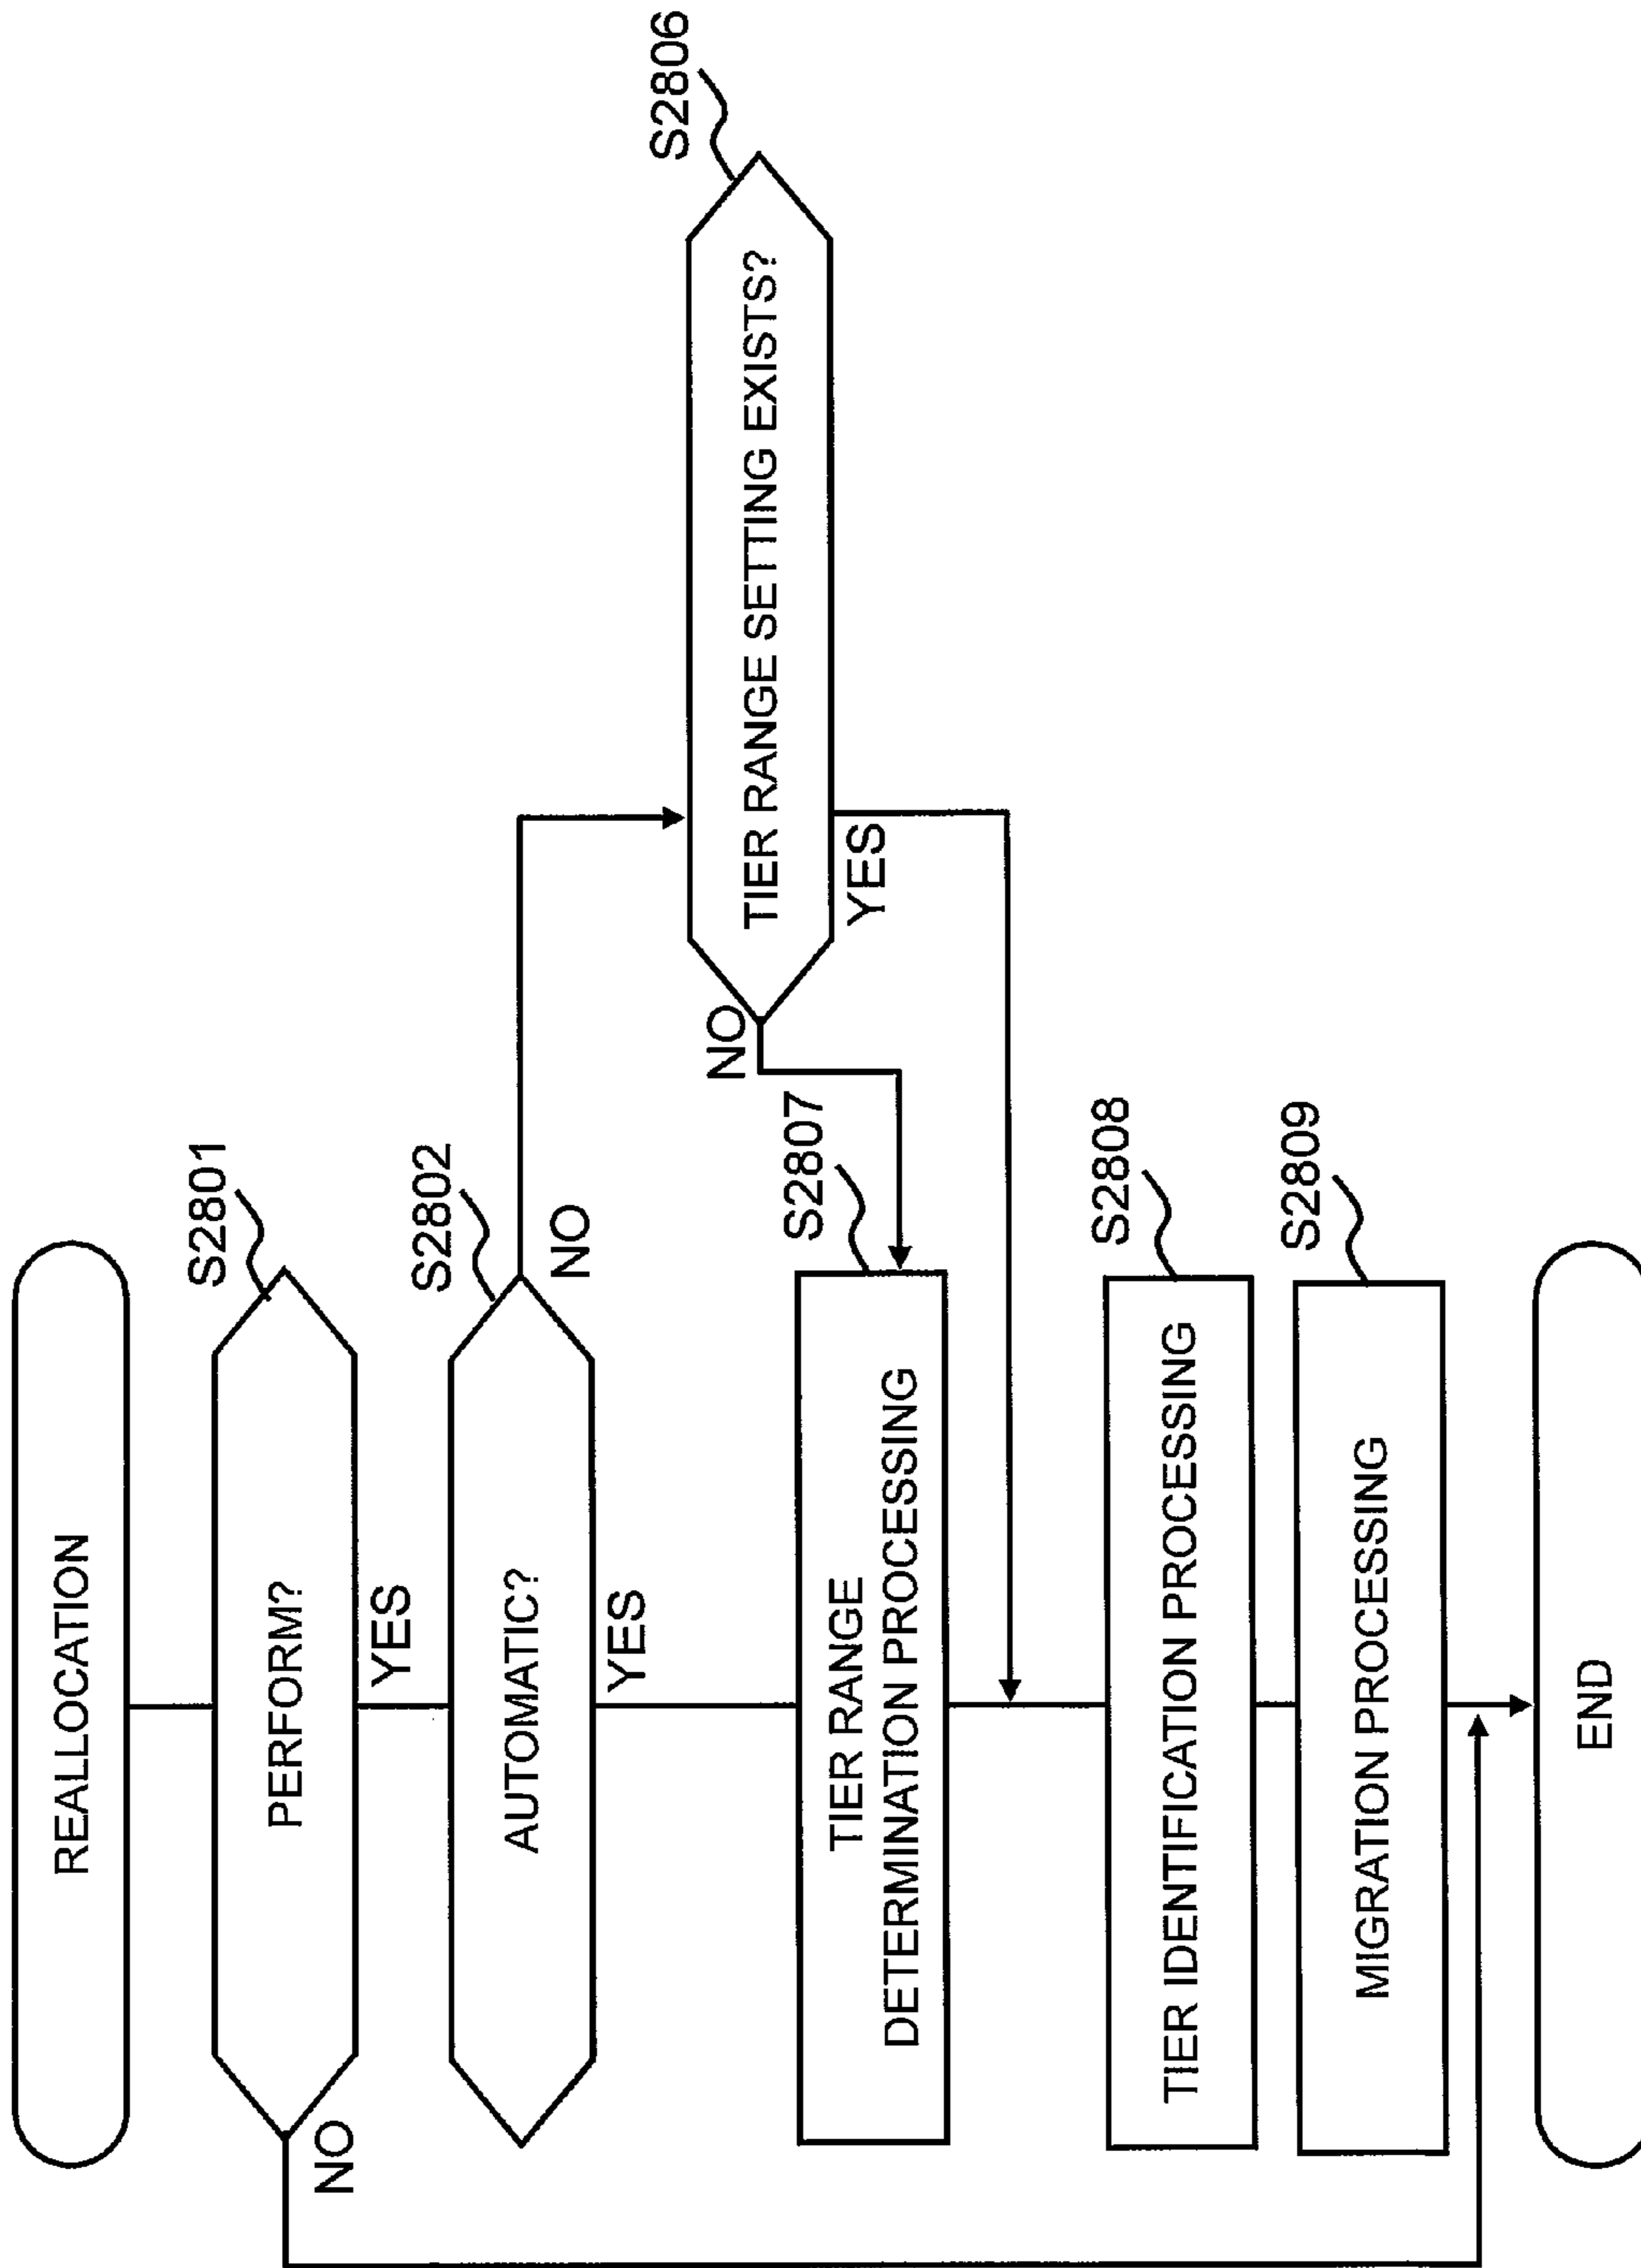 REALLOCATION
S2801
PERFORM?
NO
YES
S2802
AUTOMATIC?
NO
YES
S2806
TIER RANGE SETTING EXISTS?
NO
YES
S2807
TIER RANGE
DETERMINATION PROCESSING
S2808
TIER IDENTIFICATION PROCESSING
S2809
MIGRATION PROCESSING
END